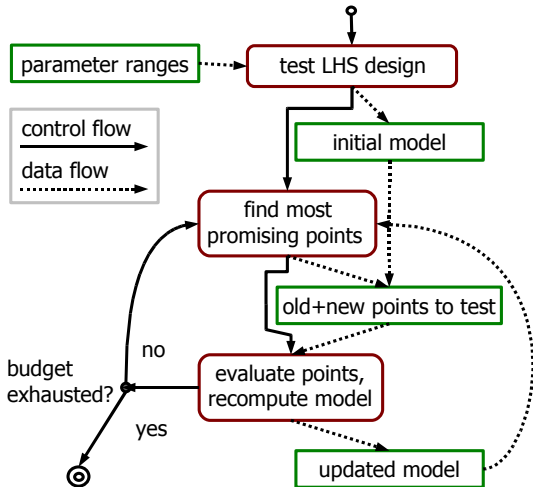 parameter ranges
test LHS design
control flow
data flow
initial model
find most
promising points
old+new points to test
no
budget
exhausted?
evaluate points,
recompute model
yes
updated model